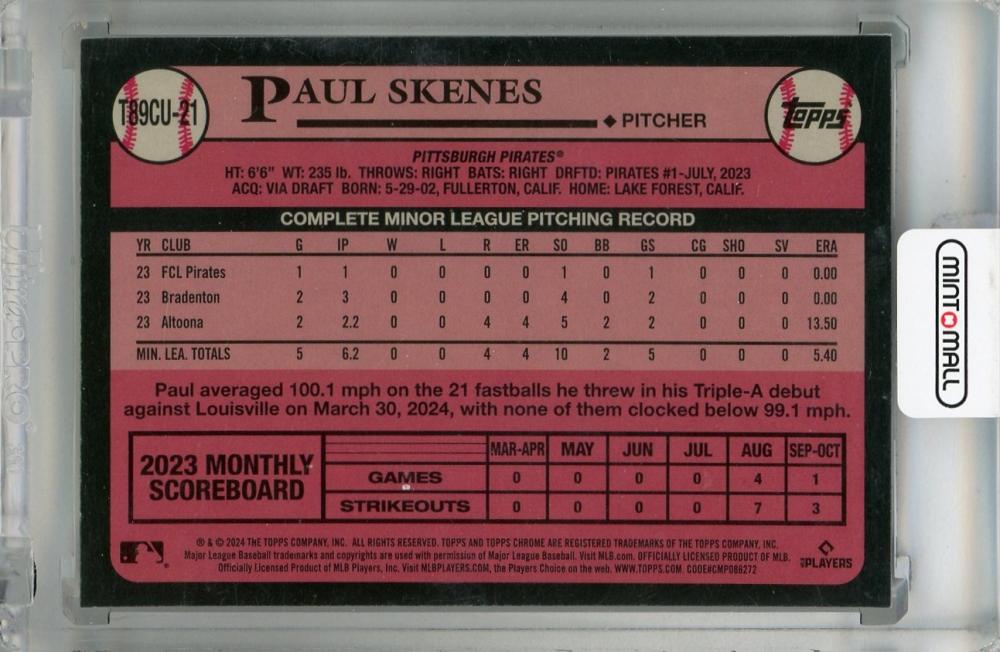 T89CU-21
PAUL SKENES
◆ PITCHER
Topps
PITTSBURGH PIRATES®
HT: 6'6" WT: 235 lb. THROWS: RIGHT BATS: RIGHT DRFTD: PIRATES #1-JULY, 2023
ACQ: VIA DRAFT BORN: 5-29-02, FULLERTON, CALIF. HOME: LAKE FOREST, CALIF.
COMPLETE MINOR LEAGUE PITCHING RECORD
YR CLUB G IP W L R ER SO BB GS CG SHO SV ERA
23 FCL Pirates 1 1 0 0 0 0 1 0 1 0 0 0 0.00
23 Bradenton 2 3 0 0 0 0 4 0 2 0 0 0 0.00
23 Altoona 2 2.2 0 0 4 4 5 2 2 0 0 0 13.50
MIN. LEA. TOTALS 5 6.2 0 0 4 4 10 2 5 0 0 0 5.40
Paul averaged 100.1 mph on the 21 fastballs he threw in his Triple-A debut
against Louisville on March 30, 2024, with none of them clocked below 99.1 mph.
2023 MONTHLY
SCOREBOARD
MAR-APR MAY JUN JUL AUG SEP-OCT
GAMES 0 0 0 0 4 1
STRIKEOUTS 0 0 0 0 7 3
® & © 2024 THE TOPPS COMPANY, INC. ALL RIGHTS RESERVED. TOPPS AND TOPPS CHROME ARE REGISTERED TRADEMARKS OF THE TOPPS COMPANY, INC.
Major League Baseball trademarks and copyrights are used with permission of Major League Baseball. Visit MLB.com. OFFICIALLY LICENSED PRODUCT OF MLB.
Officially Licensed Product of MLB Players, Inc. Visit MLBPLAYERS.COM, the Players Choice on the web. WWW.TOPPS.COM. CODE#CMP086272
MLB PLAYERS
MINT MALL